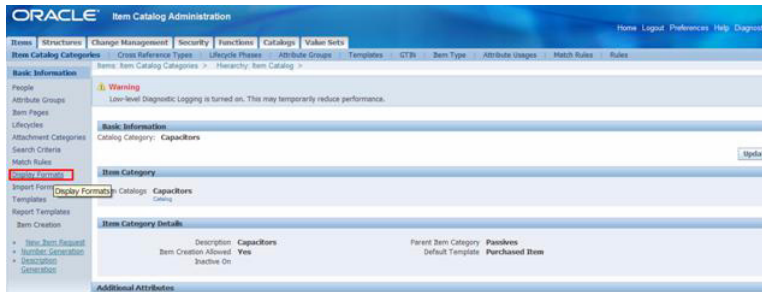 ORACLE Item Catalog Administration
Home Logout Preferences Help Diagnost
Items Structures Change Management Security Functions Catalogs Value Sets
Item Catalog Categories Cross Reference Types Lifecycle Phases Attribute Groups Templates GTIN Item Type Attribute Usages Match Rules Rules
Basic Information
Items: Item Catalog Categories > Hierarchy: Item Catalog >
People
Attribute Groups
Item Pages
Lifecycles
Attachment Categories
Search Criteria
Match Rules
Display Formats
Import Form
Display Formats
Templates
Report Templates
Item Creation
New Item Request
Number Generation
Description Generation
Warning
Low-level Diagnostic Logging is turned on. This may temporarily reduce performance.
Basic Information
Catalog Category: Capacitors
Upda
Item Category
Catalogs Capacitors
Catalog
Item Category Details
Description Capacitors
Item Creation Allowed Yes
Inactive On
Parent Item Category Passives
Default Template Purchased Item
Additional Attributes